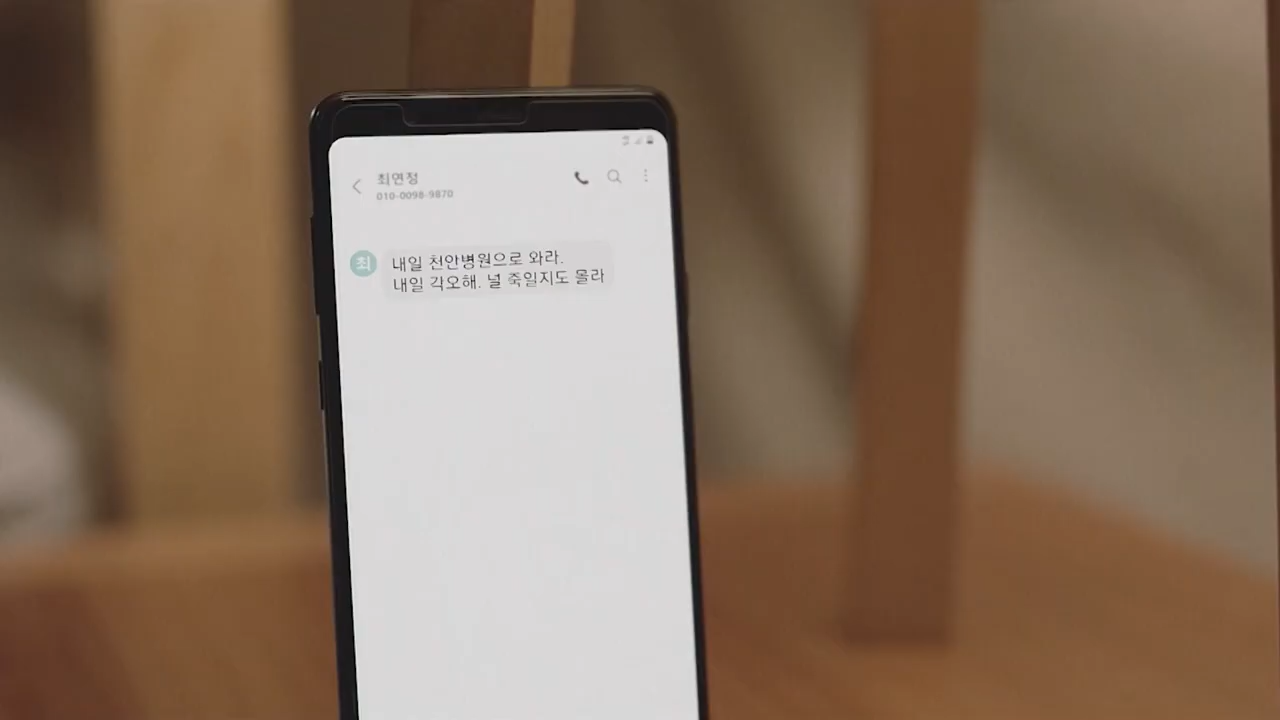 최연정
010-0098-9870
최
내일 천안병원으로 와라.
내일 각오해. 널 죽일지도 몰라